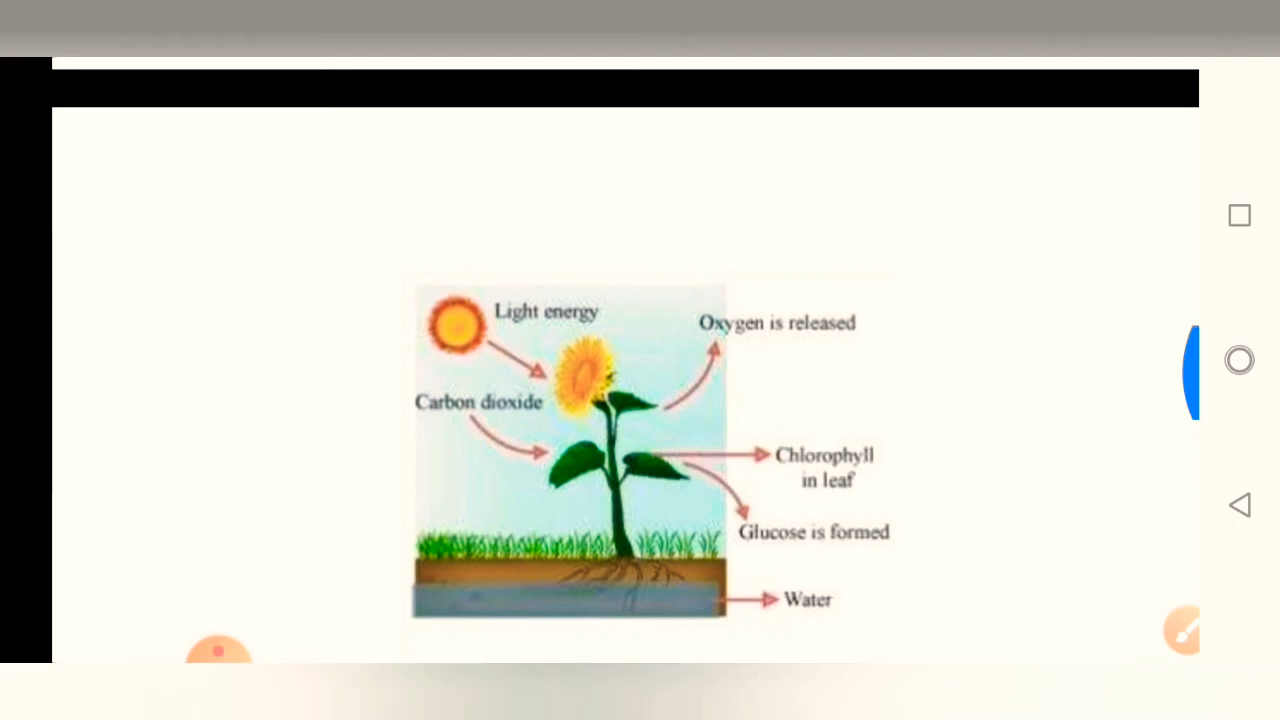 Light energy
Oxygen is released
Carbon dioxide
Chlorophyll
in leaf
Glucose is formed
Water